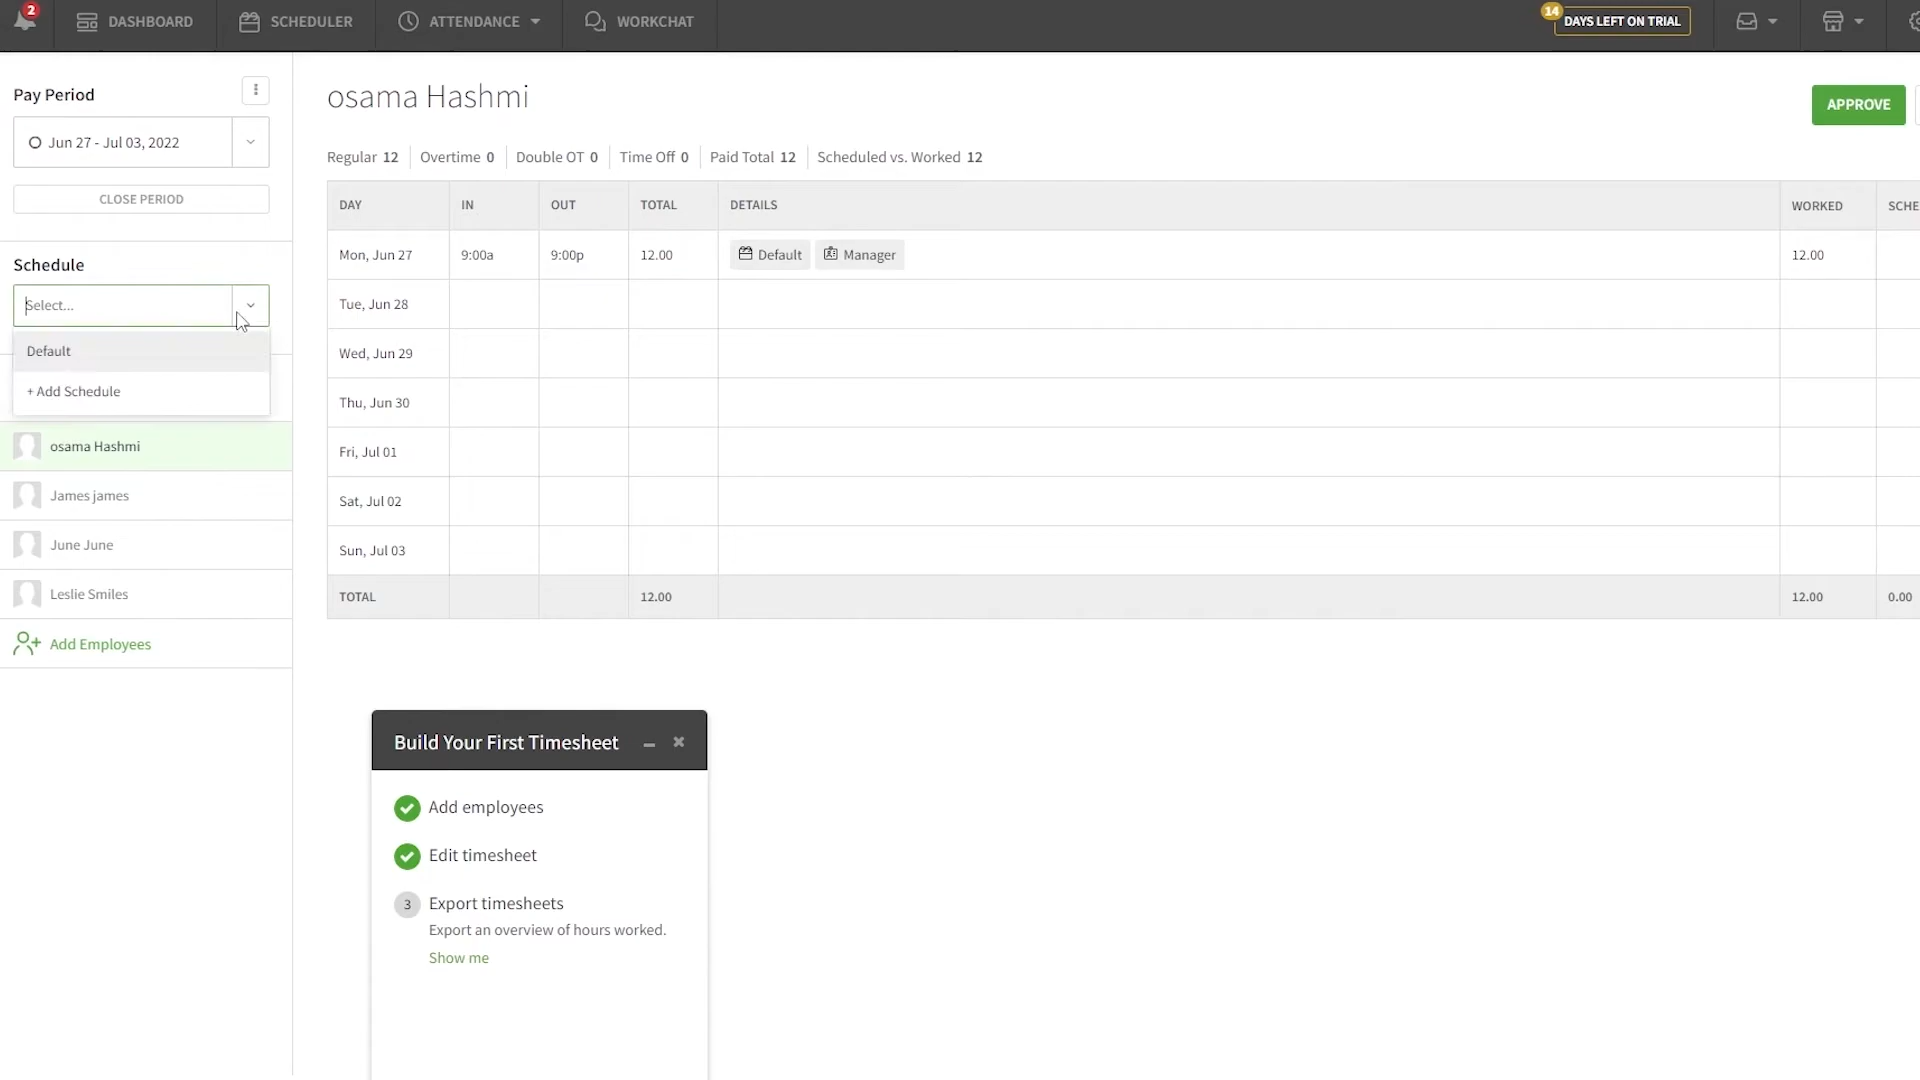 2
DASHBOARD
SCHEDULER
ATTENDANCE
WORKCHAT
14
DAYS LEFT ON TRIAL
Pay Period
Jun 27 - Jul 03, 2022
CLOSE PERIOD
Schedule
Select...
Default
+ Add Schedule
osama Hashmi
James james
June June
Leslie Smiles
Add Employees
osama Hashmi
APPROVE
Regular 12 Overtime 0 Double OT 0 Time Off 0 Paid Total 12 Scheduled vs. Worked 12
DAY IN OUT TOTAL DETAILS WORKED SCHE
Mon, Jun 27 9:00a 9:00p 12.00 Default Manager 12.00
Tue, Jun 28
Wed, Jun 29
Thu, Jun 30
Fri, Jul 01
Sat, Jul 02
Sun, Jul 03
TOTAL 12.00 12.00 0.00
Build Your First Timesheet
Add employees
Edit timesheet
3 Export timesheets
Export an overview of hours worked.
Show me